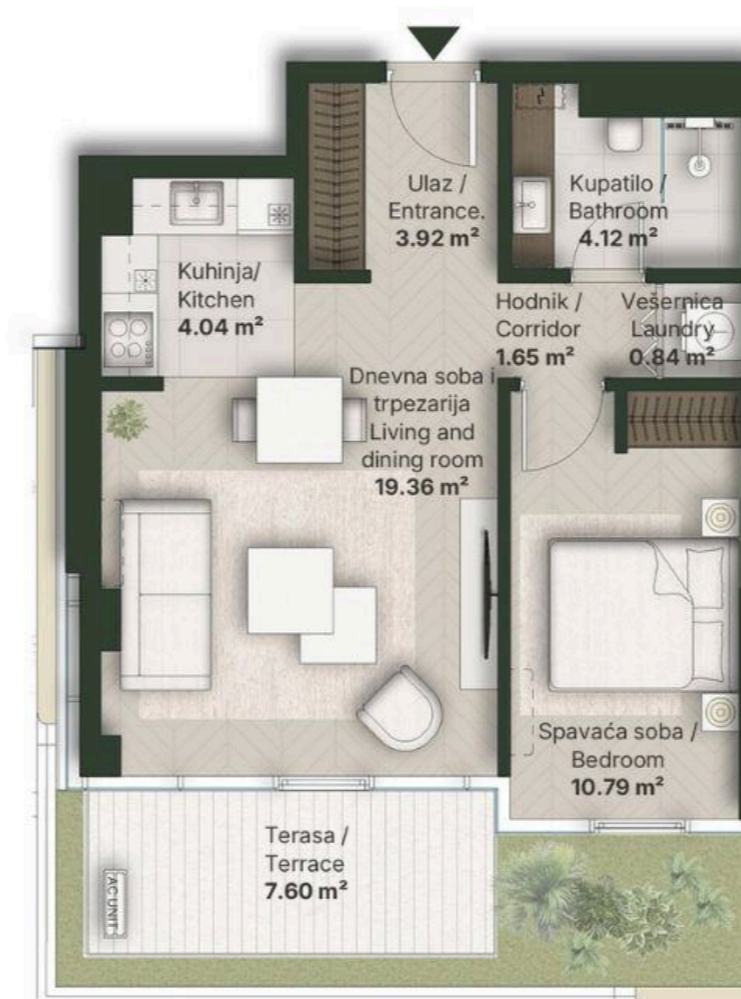 Ulaz /
Entrance.
3.92 m²
Kupatilo /
Bathroom
4.12 m²
Kuhinja/
Kitchen
4.04 m²
Hodnik /
Corridor
1.65 m²
Vešernica
Laundry
0.84 m²
Dnevna soba i
trpezarija
Living and
dining room
19.36 m²
Spavaća soba /
Bedroom
10.79 m²
Terasa /
Terrace
7.60 m²
AC UNIT